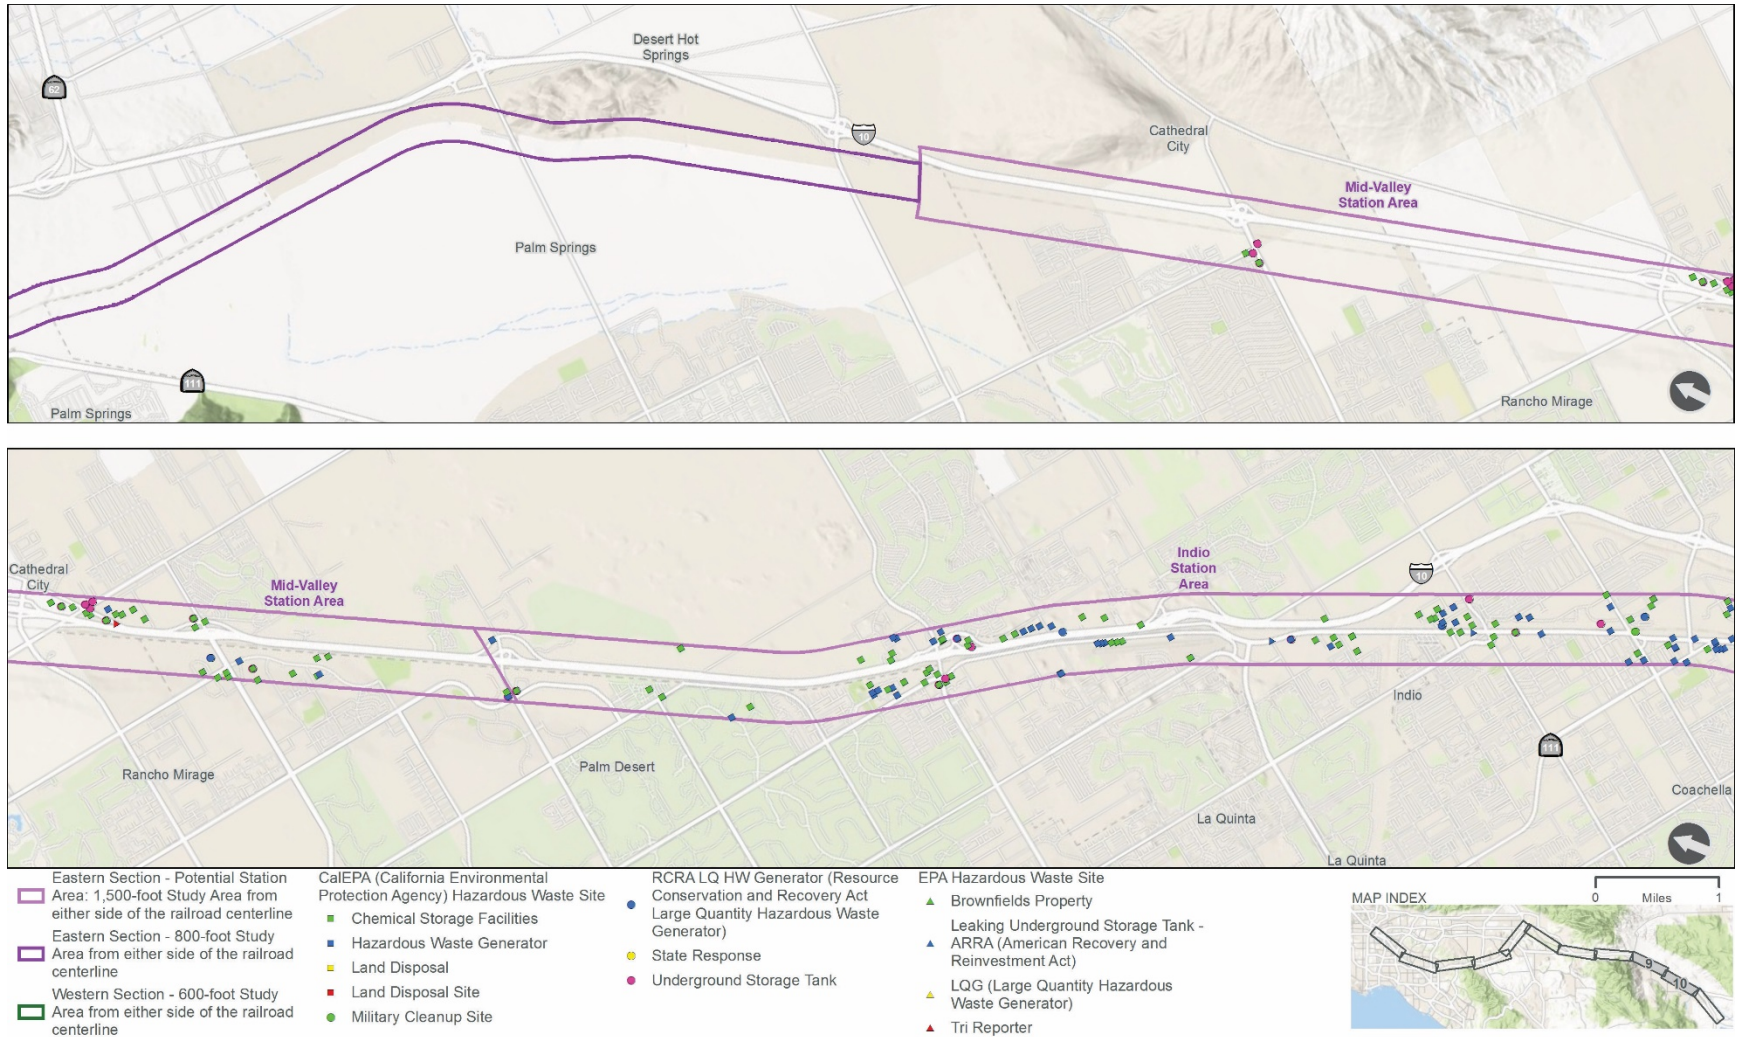 62
Desert Hot
Springs
10
Cathedral
City
Mid-Valley
Station Area
Palm Springs
111
Palm Springs
Rancho Mirage
Cathedral
City
Mid-Valley
Station Area
Indio
Station
Area
10
Indio
111
Rancho Mirage
Palm Desert
Coachella
La Quinta
La Quinta
Eastern Section - Potential Station
Area: 1,500-foot Study Area from
either side of the railroad centerline
Eastern Section - 800-foot Study
Area from either side of the railroad
centerline
Western Section - 600-foot Study
Area from either side of the railroad
centerline
CalEPA (California Environmental
Protection Agency) Hazardous Waste Site
Chemical Storage Facilities
Hazardous Waste Generator
Land Disposal
Land Disposal Site
Military Cleanup Site
RCRA LQ HW Generator (Resource
Conservation and Recovery Act
Large Quantity Hazardous Waste
Generator)
State Response
Underground Storage Tank
EPA Hazardous Waste Site
Brownfields Property
Leaking Underground Storage Tank -
ARRA (American Recovery and
Reinvestment Act)
LQG (Large Quantity Hazardous
Waste Generator)
Tri Reporter
MAP INDEX
0 Miles 1
9
10